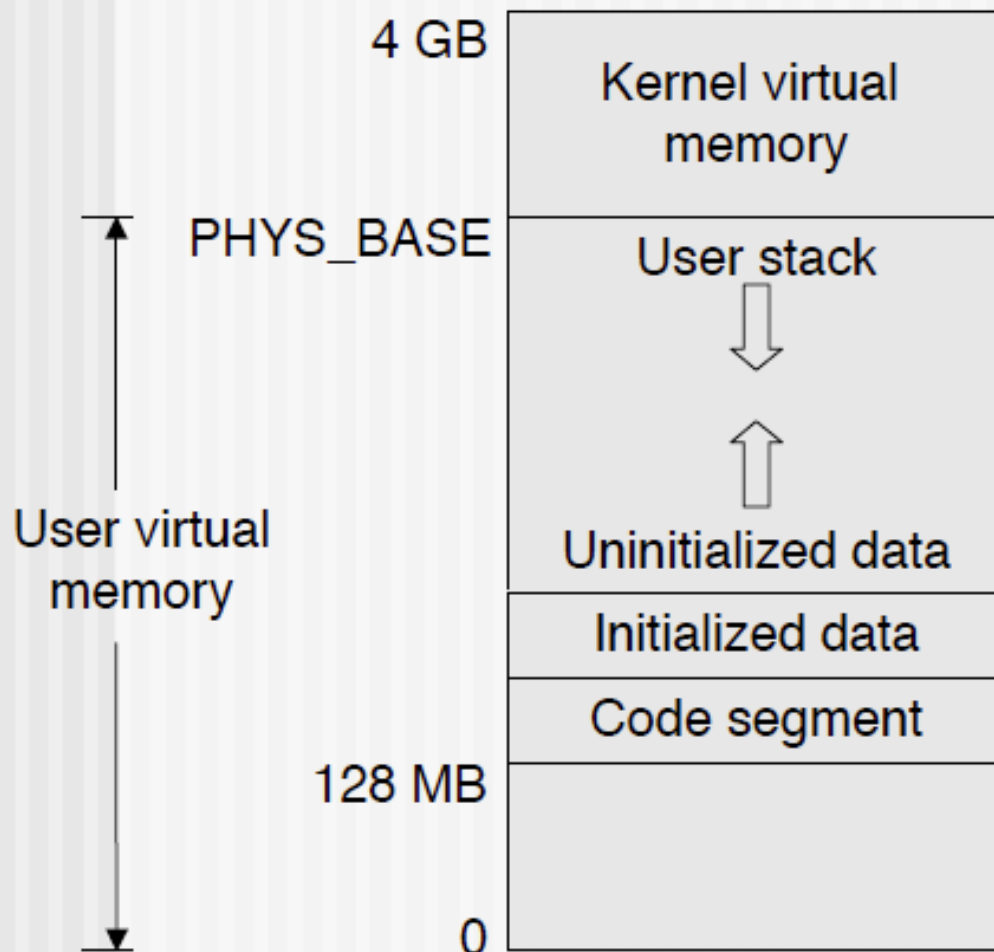 4 GB
Kernel virtual
memory
PHYS_BASE
User stack
User virtual
memory
Uninitialized data
Initialized data
Code segment
128 MB
0